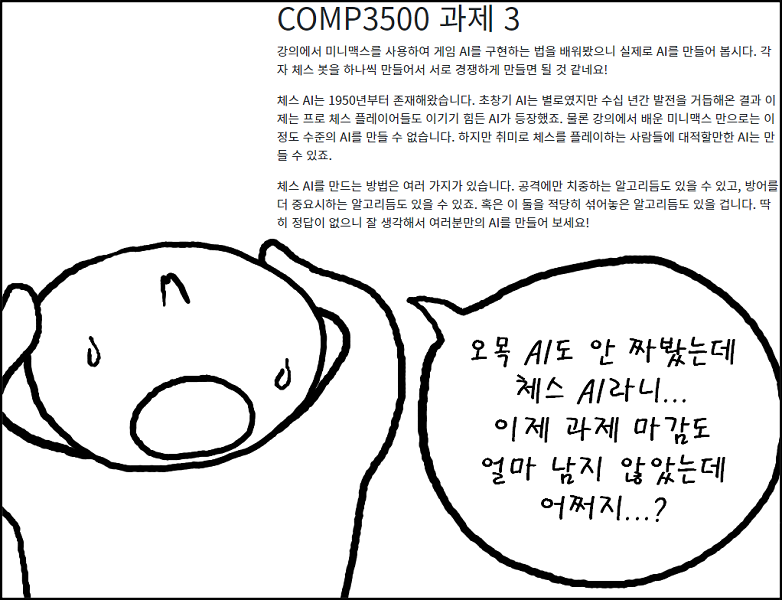 COMP3500 과제 3
강의에서 미니맥스를 사용하여 게임 AI를 구현하는 법을 배워봤으니 실제로 AI를 만들어 봅시다. 각
자 체스 봇을 하나씩 만들어서 서로 경쟁하게 만들면 될 것 같네요!
체스 AI는 1950년부터 존재해왔습니다. 초창기 AI는 별로였지만 수십 년간 발전을 거듭해온 결과 이
제는 프로 체스 플레이어들도 이기기 힘든 AI가 등장했죠. 물론 강의에서 배운 미니맥스 만으로는 이
정도 수준의 AI를 만들 수 없습니다. 하지만 취미로 체스를 플레이하는 사람들에 대적할만한 AI는 만
들 수 있죠.
체스 AI를 만드는 방법은 여러 가지가 있습니다. 공격에만 치중하는 알고리듬도 있을 수 있고, 방어를
더 중요시하는 알고리듬도 있을 수 있죠. 혹은 이 둘을 적당히 섞어놓은 알고리듬도 있을 겁니다. 딱
히 정답이 없으니 잘 생각해서 여러분만의 AI를 만들어 보세요!
오목 AI도 안 짜봤는데
체스 AI라니...
이제 과제 마감도
얼마 남지 않았는데
어쩌지...?